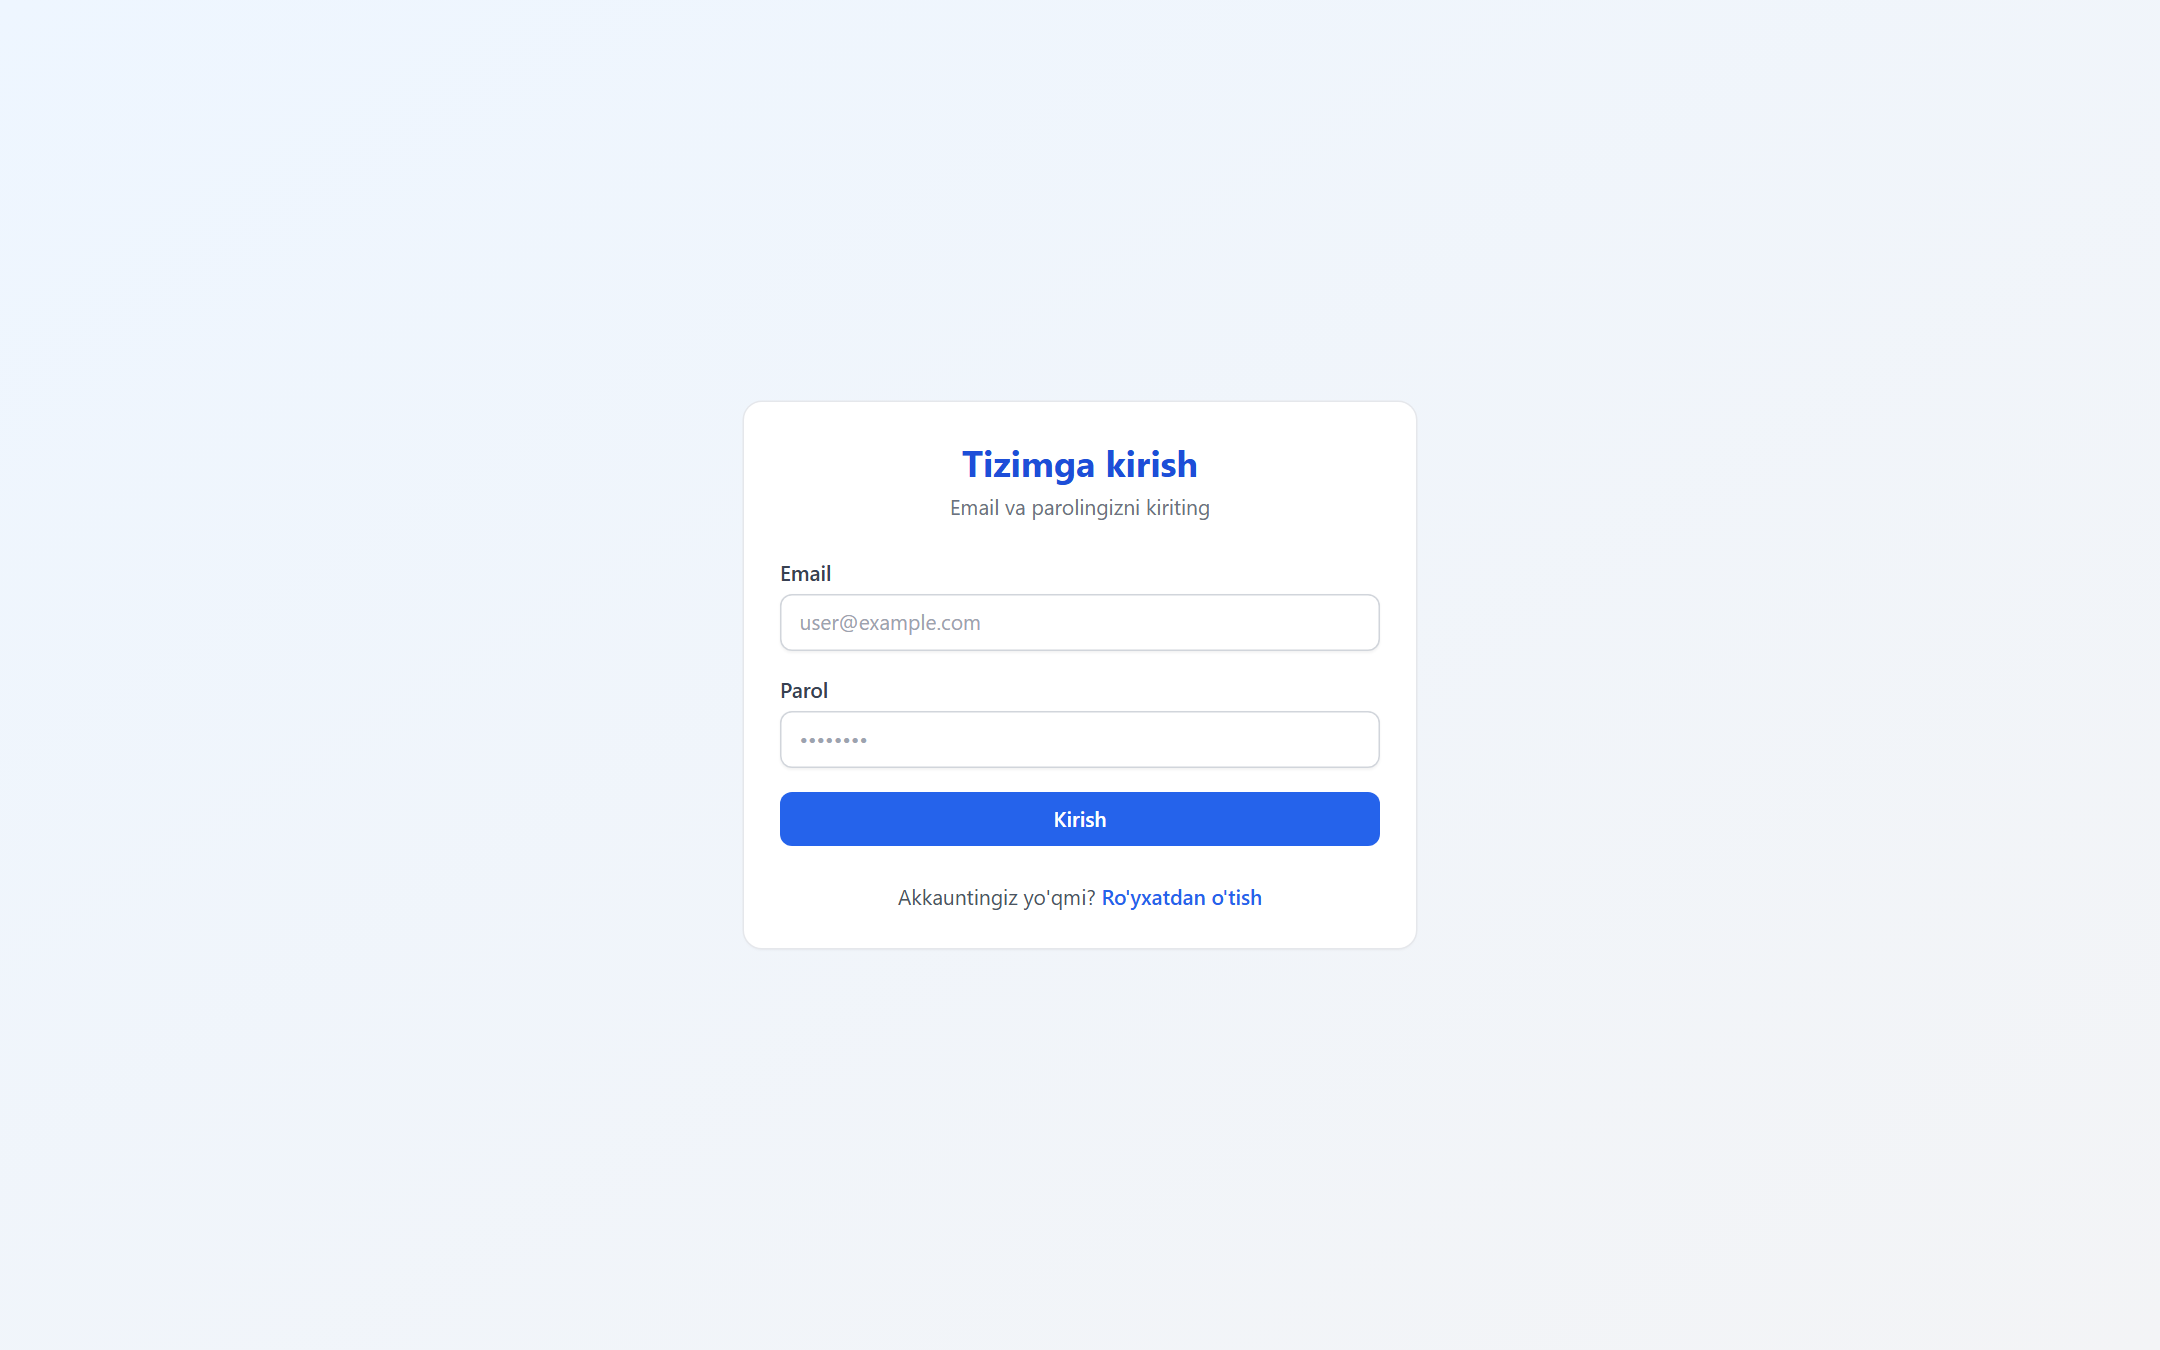 Tizimga kirish
Email va parolingizni kiriting
Email
user@example.com
Parol
••••••••
Kirish
Akkauntingiz yo'qmi? Ro'yxatdan o'tish